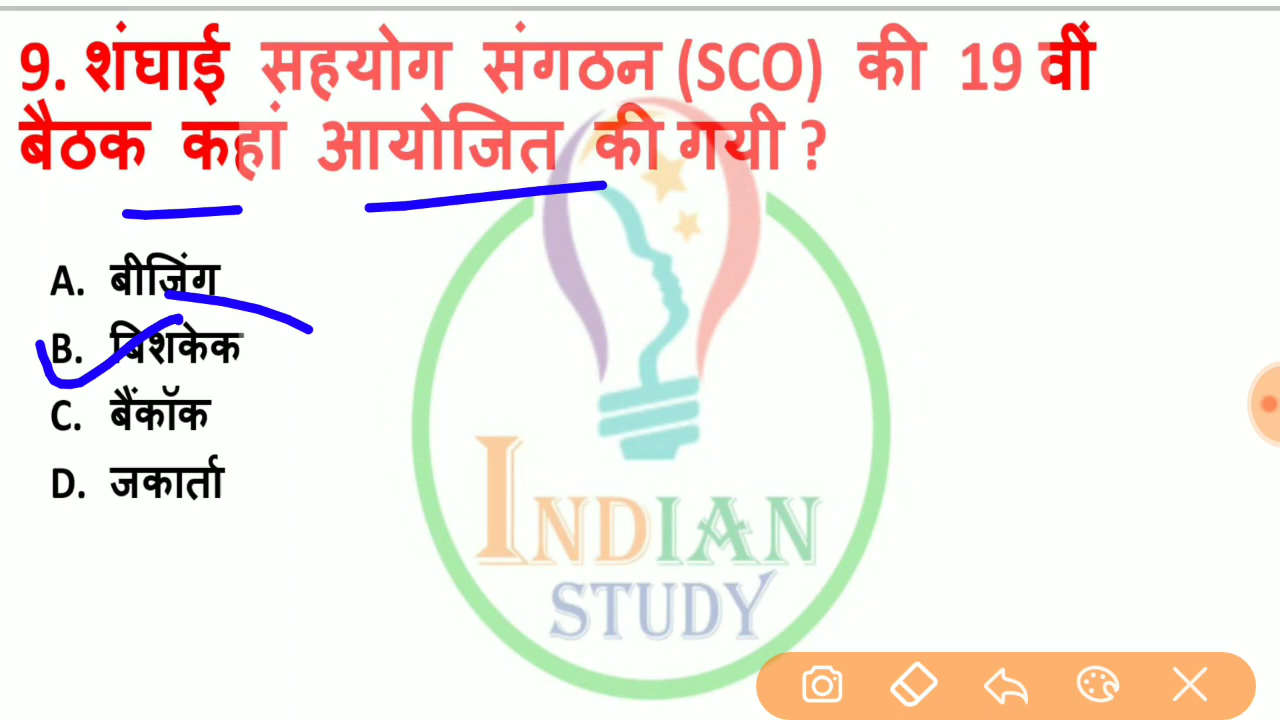 9. शंघाई सहयोग संगठन (SCO) की 19 वीं
बैठक कहां आयोजित की गयी ?
A. बीजिंग
B. बिशकेक
C. बैंकॉक
D. जकार्ता
INDIAN
STUDY